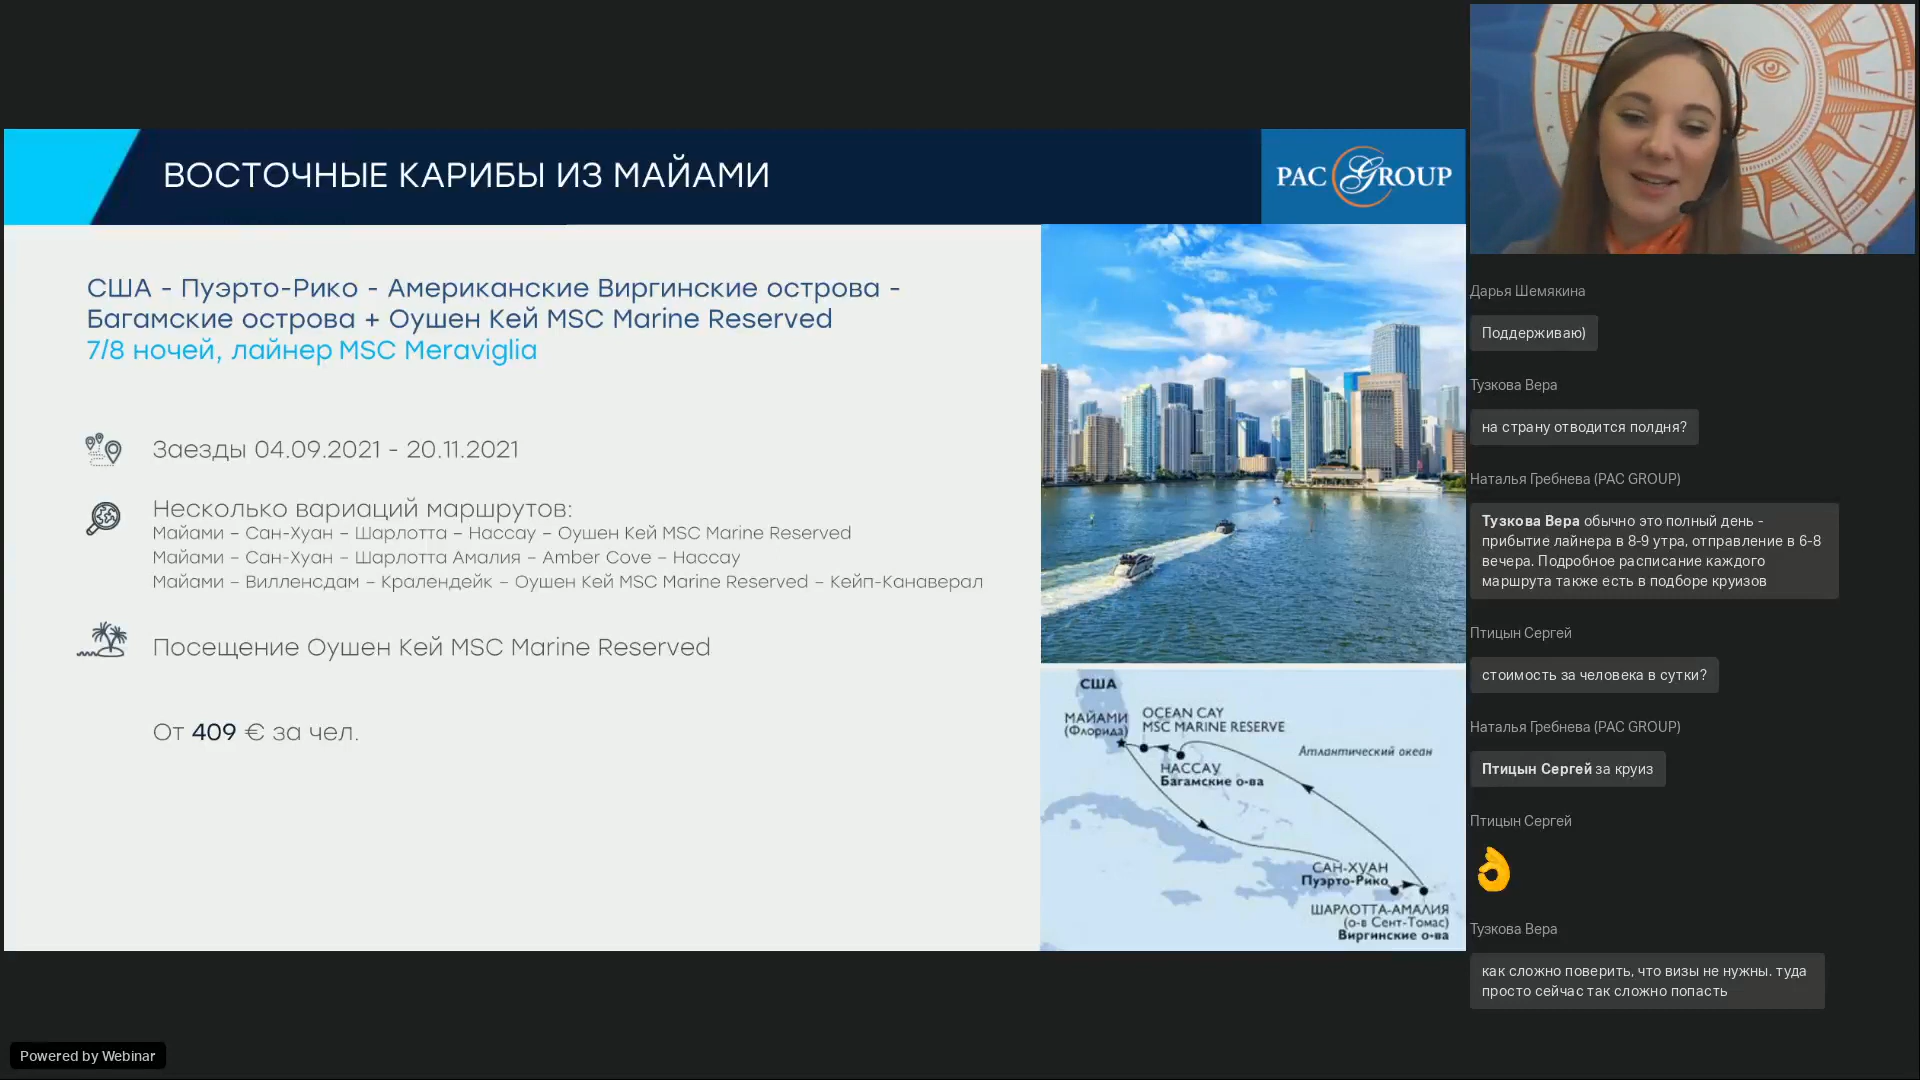 ВОСТОЧНЫЕ КАРИБЫ ИЗ МАЙАМИ
PAC GROUP
США - Пуэрто-Рико - Американские Виргинские острова -
Багамские острова + Оушен Кей MSC Marine Reserved
7/8 ночей, лайнер MSC Meraviglia
Заезды 04.09.2021 - 20.11.2021
Несколько вариаций маршрутов:
Майами – Сан-Хуан – Шарлотта – Нассау – Оушен Кей MSC Marine Reserved
Майами – Сан-Хуан – Шарлотта Амалия – Amber Cove – Нассау
Майами – Вилленсдам – Кралендейк – Оушен Кей MSC Marine Reserved – Кейп-Канаверал
Посещение Оушен Кей MSC Marine Reserved
От 409 € за чел.
США
МАЙАМИ
(Флорида)
OCEAN CAY
MSC MARINE RESERVE
Атлантический океан
НАССАУ
Багамские о-ва
САН-ХУАН
Пуэрто-Рико
ШАРЛОТТА-АМАЛИЯ
(о-в Сент-Томас)
Виргинские о-ва
Дарья Шемякина
Поддерживаю)
Тузкова Вера
на страну отводится полдня?
Наталья Гребнева (PAC GROUP)
Тузкова Вера обычно это полный день -
прибытие лайнера в 8-9 утра, отправление в 6-8
вечера. Подробное расписание каждого
маршрута также есть в подборе круизов
Птицын Сергей
стоимость за человека в сутки?
Наталья Гребнева (PAC GROUP)
Птицын Сергей за круиз
Птицын Сергей
👌
Тузкова Вера
как сложно поверить, что визы не нужны. туда
просто сейчас так сложно попасть
Powered by Webinar